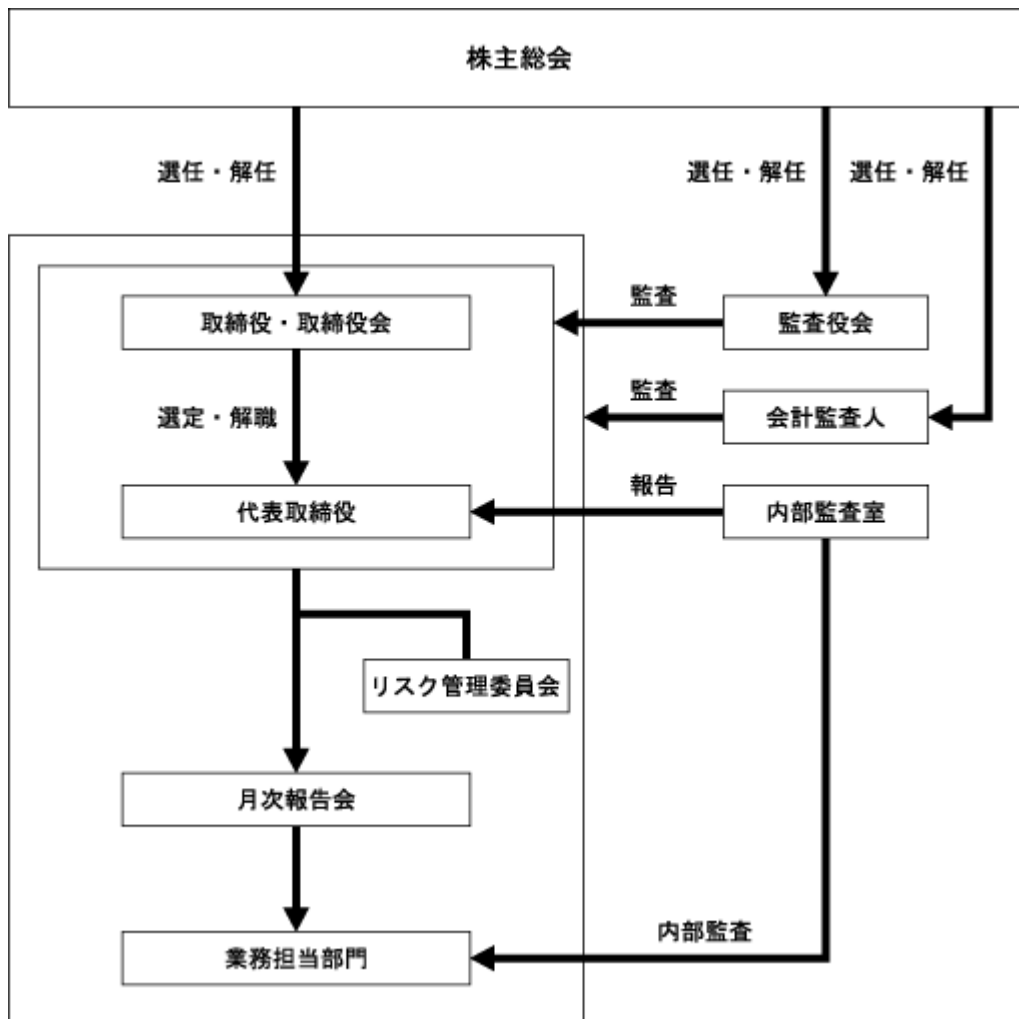 株主総会
選任・解任
選任・解任
選任・解任
取締役・取締役会
監査
監査役会
選定・解職
監査
会計監査人
代表取締役
報告
内部監査室
リスク管理委員会
月次報告会
業務担当部門
内部監査